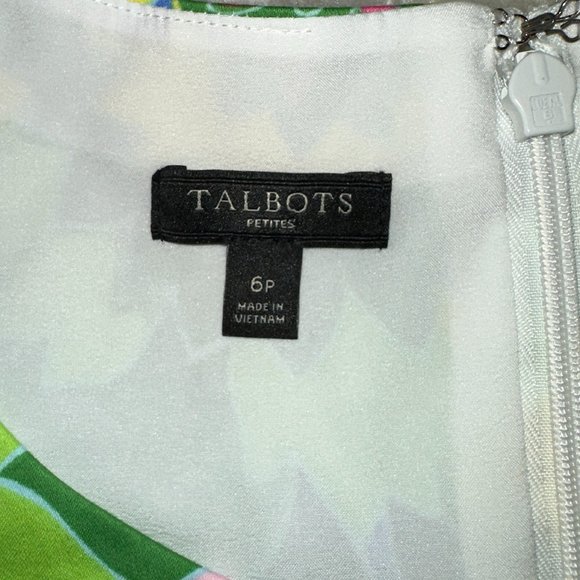 TALBOTS
PETITES
6P
MADE IN
VIETNAM